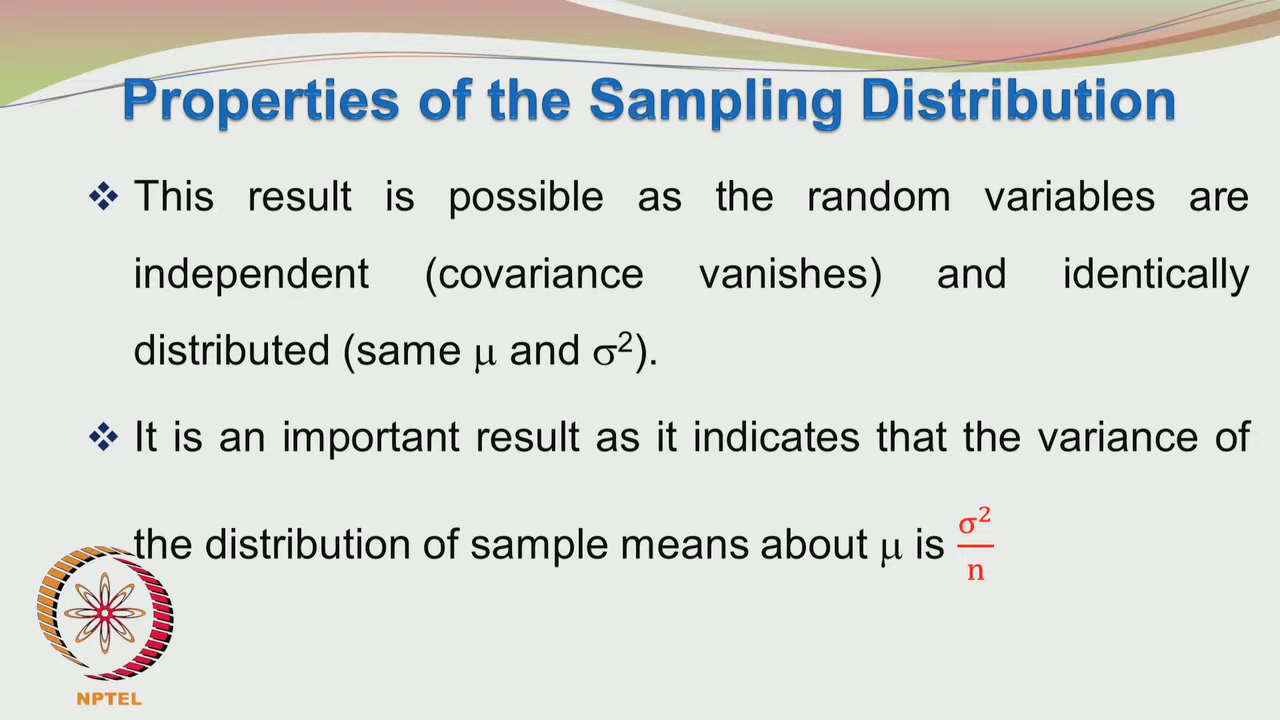 Properties of the Sampling Distribution
❖ This result is possible as the random variables are
independent (covariance vanishes) and identically
distributed (same μ and σ²).
❖ It is an important result as it indicates that the variance of
the distribution of sample means about μ is σ²/n
NPTEL